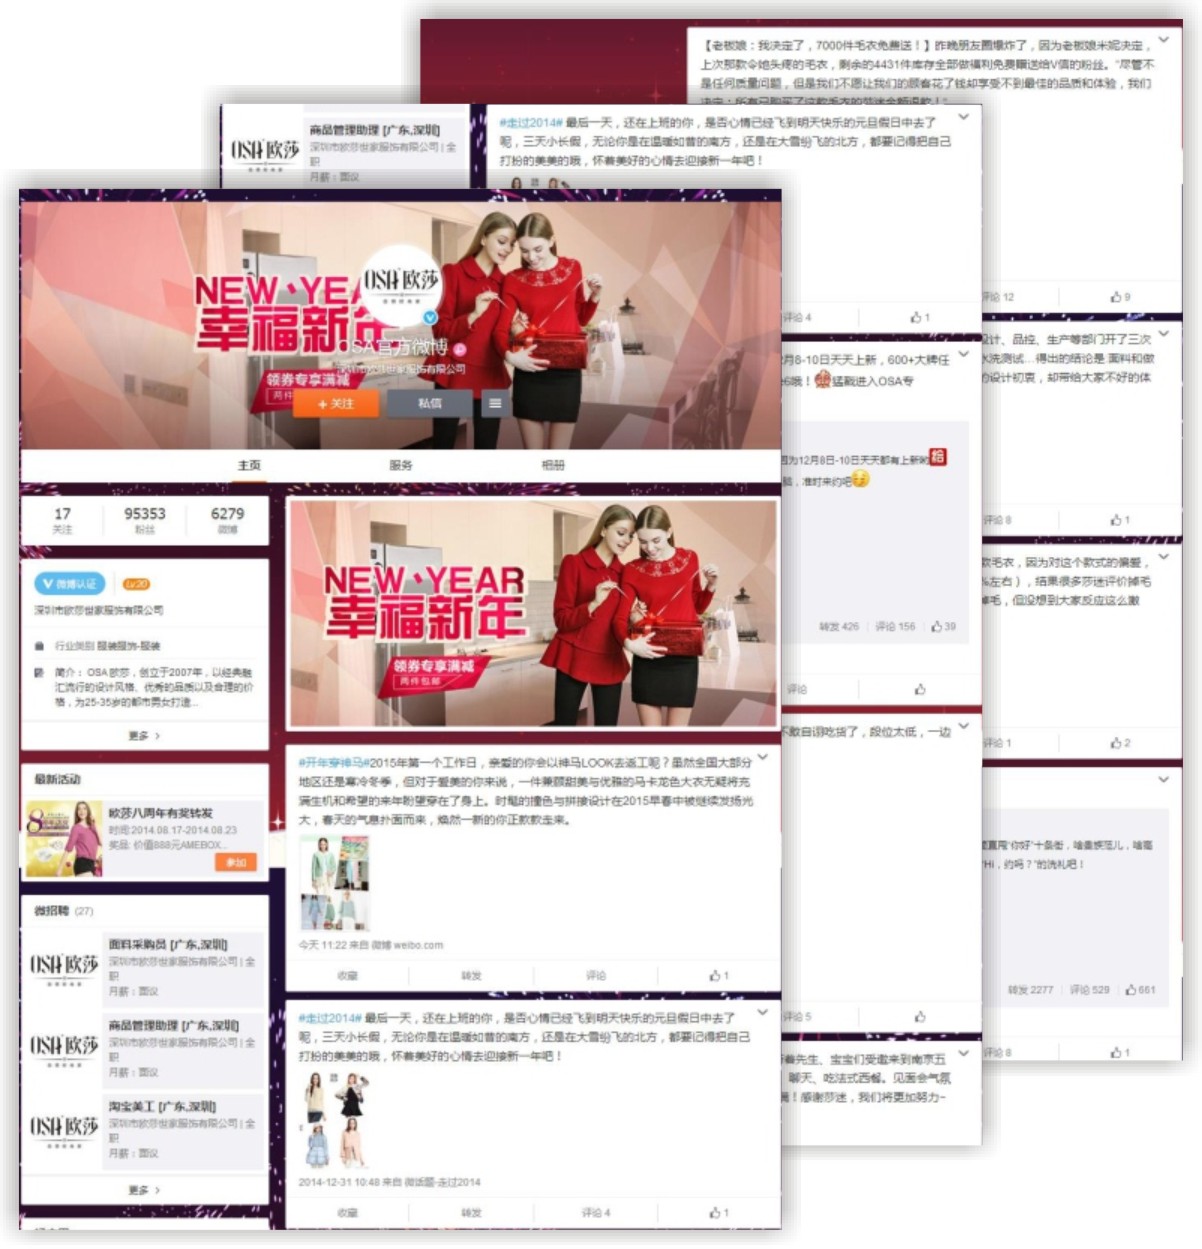 【老板娘：我决定了，7000件毛衣免费送！】昨晚朋友圈爆炸了，因为老板娘米妮决定，
上次那款令她头疼的毛衣，剩余的4431件库存全部做福利免费赠送给V信的粉丝。"尽管不
是任何质量问题，但是我们不愿让我们的顾客花了钱却享受不到最佳的品质和体验，我们
评论 12
9
设计、品控、生产等部门开了三次
水洗测试...得出的结论是 面料和做
的设计初衷，却带给大家不好的体
评论 8
1
款毛衣，因为对这个款式的偏爱，
%左右），结果很多莎迷评价掉毛
掉毛，但没想到大家反应这么激
评论 1
2
直甩"你好"十条街，啥贵族范儿，啥毫
"Hi，约吗？"的洗礼吧！
转发 2277
评论 529
661
评论 8
1
OSA 欧莎
商品管理助理 [广东,深圳]
深圳市欧莎世家服饰有限公司 | 全
职
月薪：面议
#走过2014# 最后一天，还在上班的你，是否心情已经飞到明天快乐的元旦假日中去了
呢，三天小长假，无论你是在温暖如昔的南方，还是在大雪纷飞的北方，都要记得把自己
打扮的美美的哦，怀着美好的心情去迎接新一年吧！
评论 4
1
月8-10日天天上新，600+大牌任
6哦！猛戳进入OSA专
因为12月8日-10日天天都有上新哟给
，准时来约吧
转发 426
评论 156
39
评论
不敢自诩吃货了，段位太低，一边
评论 5
着先生、宝宝们受邀来到南京五
聊天、吃法式西餐。见面会气氛
！感谢莎迷，我们将更加努力~
NEW YEA
幸福新年
领券专享满减
两件
OSA 欧莎
OSA官方微博
深圳市欧莎世家服饰有限公司
+ 关注
私信
主页
服务
相册
17
关注
95353
粉丝
6279
微博
V 微博认证
Lv.20
深圳市欧莎世家服饰有限公司
行业类别 服装服饰-服装
简介： OSA 欧莎，创立于2007年，以经典融
汇流行的设计风格、优秀的品质以及合理的价
格，为25-35岁的都市男女打造...
更多 >
最新活动
欧莎八周年有奖转发
时间:2014.08.17-2014.08.23
奖品: 价值888元AMEBOX...
参加
微招聘 (27)
OSA 欧莎
面料采购员 [广东,深圳]
深圳市欧莎世家服饰有限公司 | 全
职
月薪：面议
OSA 欧莎
商品管理助理 [广东,深圳]
深圳市欧莎世家服饰有限公司 | 全
职
月薪：面议
OSA 欧莎
淘宝美工 [广东,深圳]
深圳市欧莎世家服饰有限公司 | 全
职
月薪：面议
更多 >
NEW YEAR
幸福新年
领券专享满减
两件包邮
#开年穿神马#2015年第一个工作日，亲爱的你会以神马LOOK去返工呢？虽然全国大部分
地区还是寒冷冬季，但对于爱美的你来说，一件兼顾甜美与优雅的马卡龙色大衣无疑将充
满生机和希望的来年盼望穿在了身上。时髦的撞色与拼接设计在2015早春中被继续发扬光
大，春天的气息扑面而来，焕然一新的你正款款走来。
今天 11:22 来自 微博 weibo.com
收藏
转发
评论
1
#走过2014# 最后一天，还在上班的你，是否心情已经飞到明天快乐的元旦假日中去了
呢，三天小长假，无论你是在温暖如昔的南方，还是在大雪纷飞的北方，都要记得把自己
打扮的美美的哦，怀着美好的心情去迎接新一年吧！
2014-12-31 10:48 来自 微话题-走过2014
收藏
转发
评论 4
1